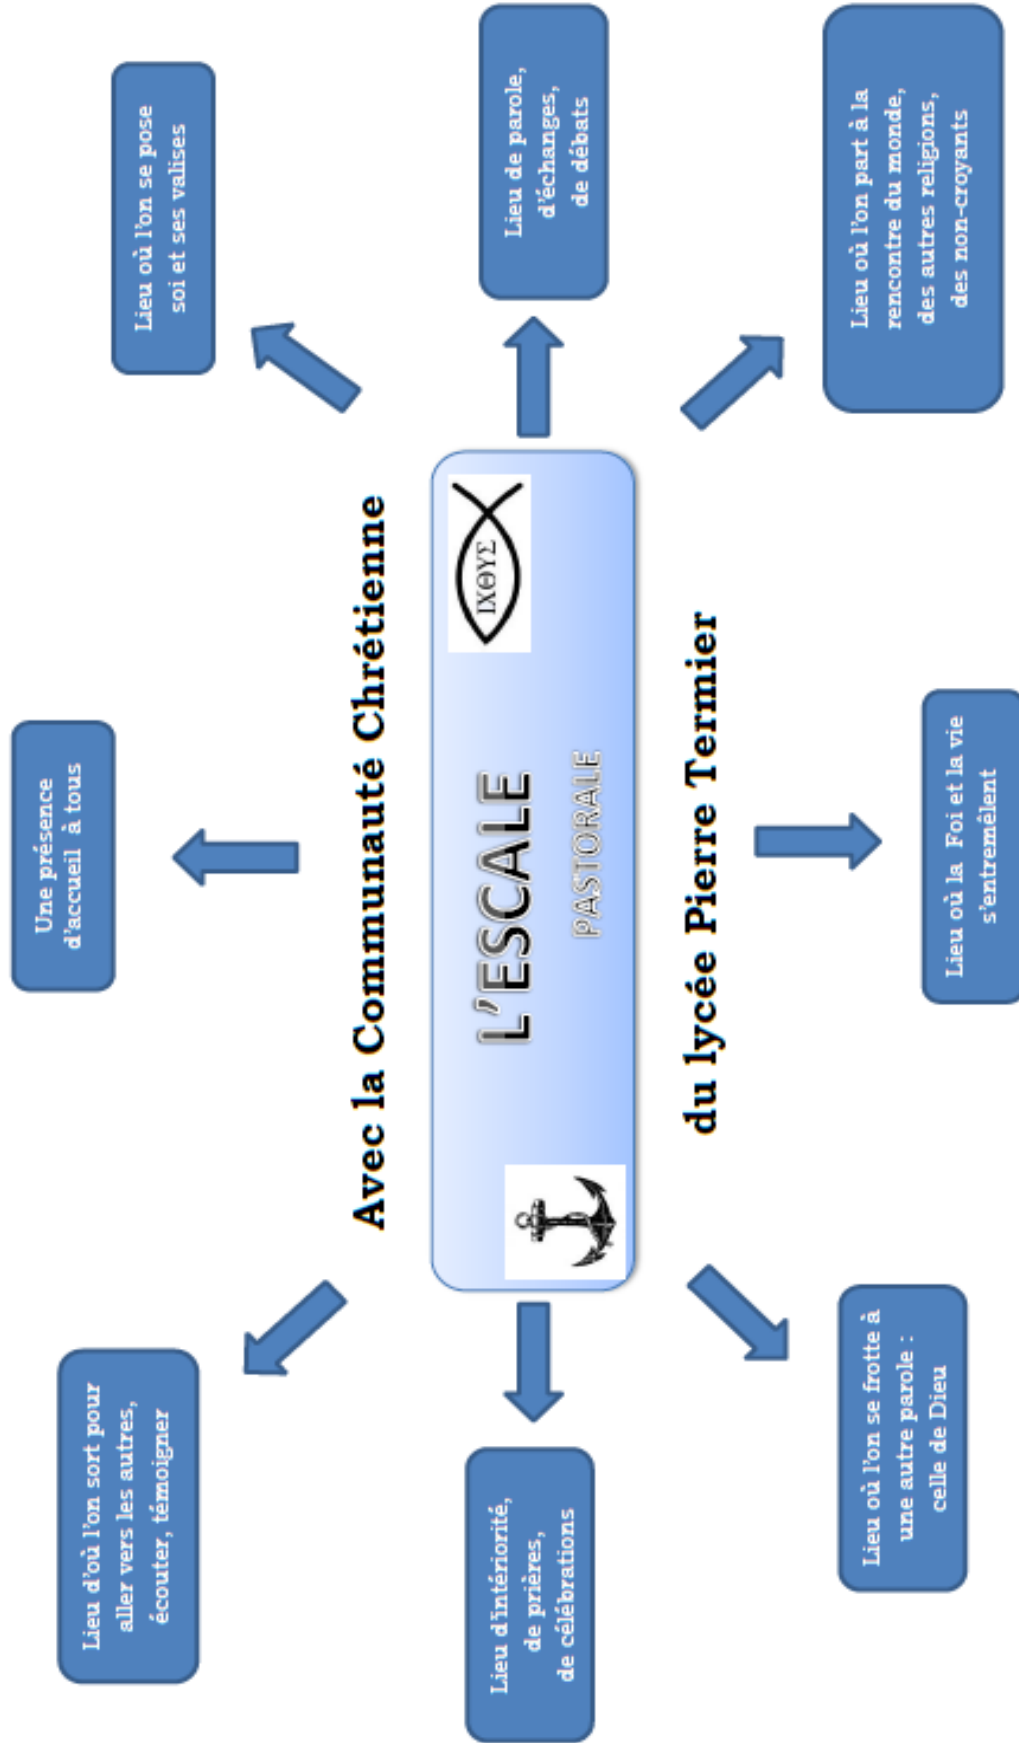 Une présence
d'accueil à tous
Lieu d'où l'on sort pour
aller vers les autres,
écouter, témoigner
Lieu où l'on se pose
soi et ses valises
Avec la Communauté Chrétienne
Lieu d'intériorité,
de prières,
de célébrations
L'ESCALE
PASTORALE
ΙΧΘΥΣ
Lieu de parole,
d'échanges,
de débats
du lycée Pierre Termier
Lieu où l'on se frotte à
une autre parole :
celle de Dieu
Lieu où la Foi et la vie
s'entremêlent
Lieu où l'on part à la
rencontre du monde,
des autres religions,
des non-croyants